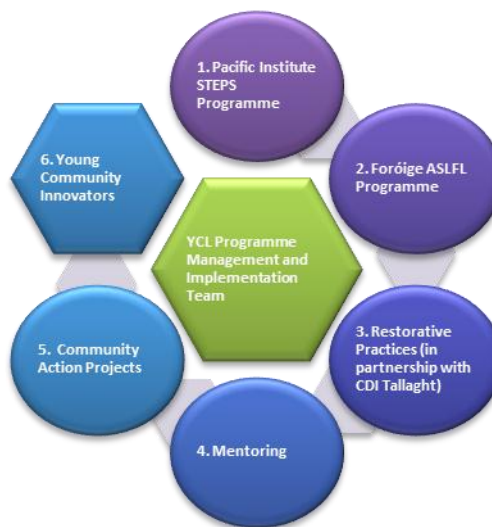 1. Pacific Institute
STEPS
Programme
2. Foróige ASLFL
Programme
3. Restorative
Practices (in
partnership with
CDI Tallaght)
4. Mentoring
5.  Community
Action Projects
6. Young
Community
Innovators
YCL Programme
Management and
Implementation
Team